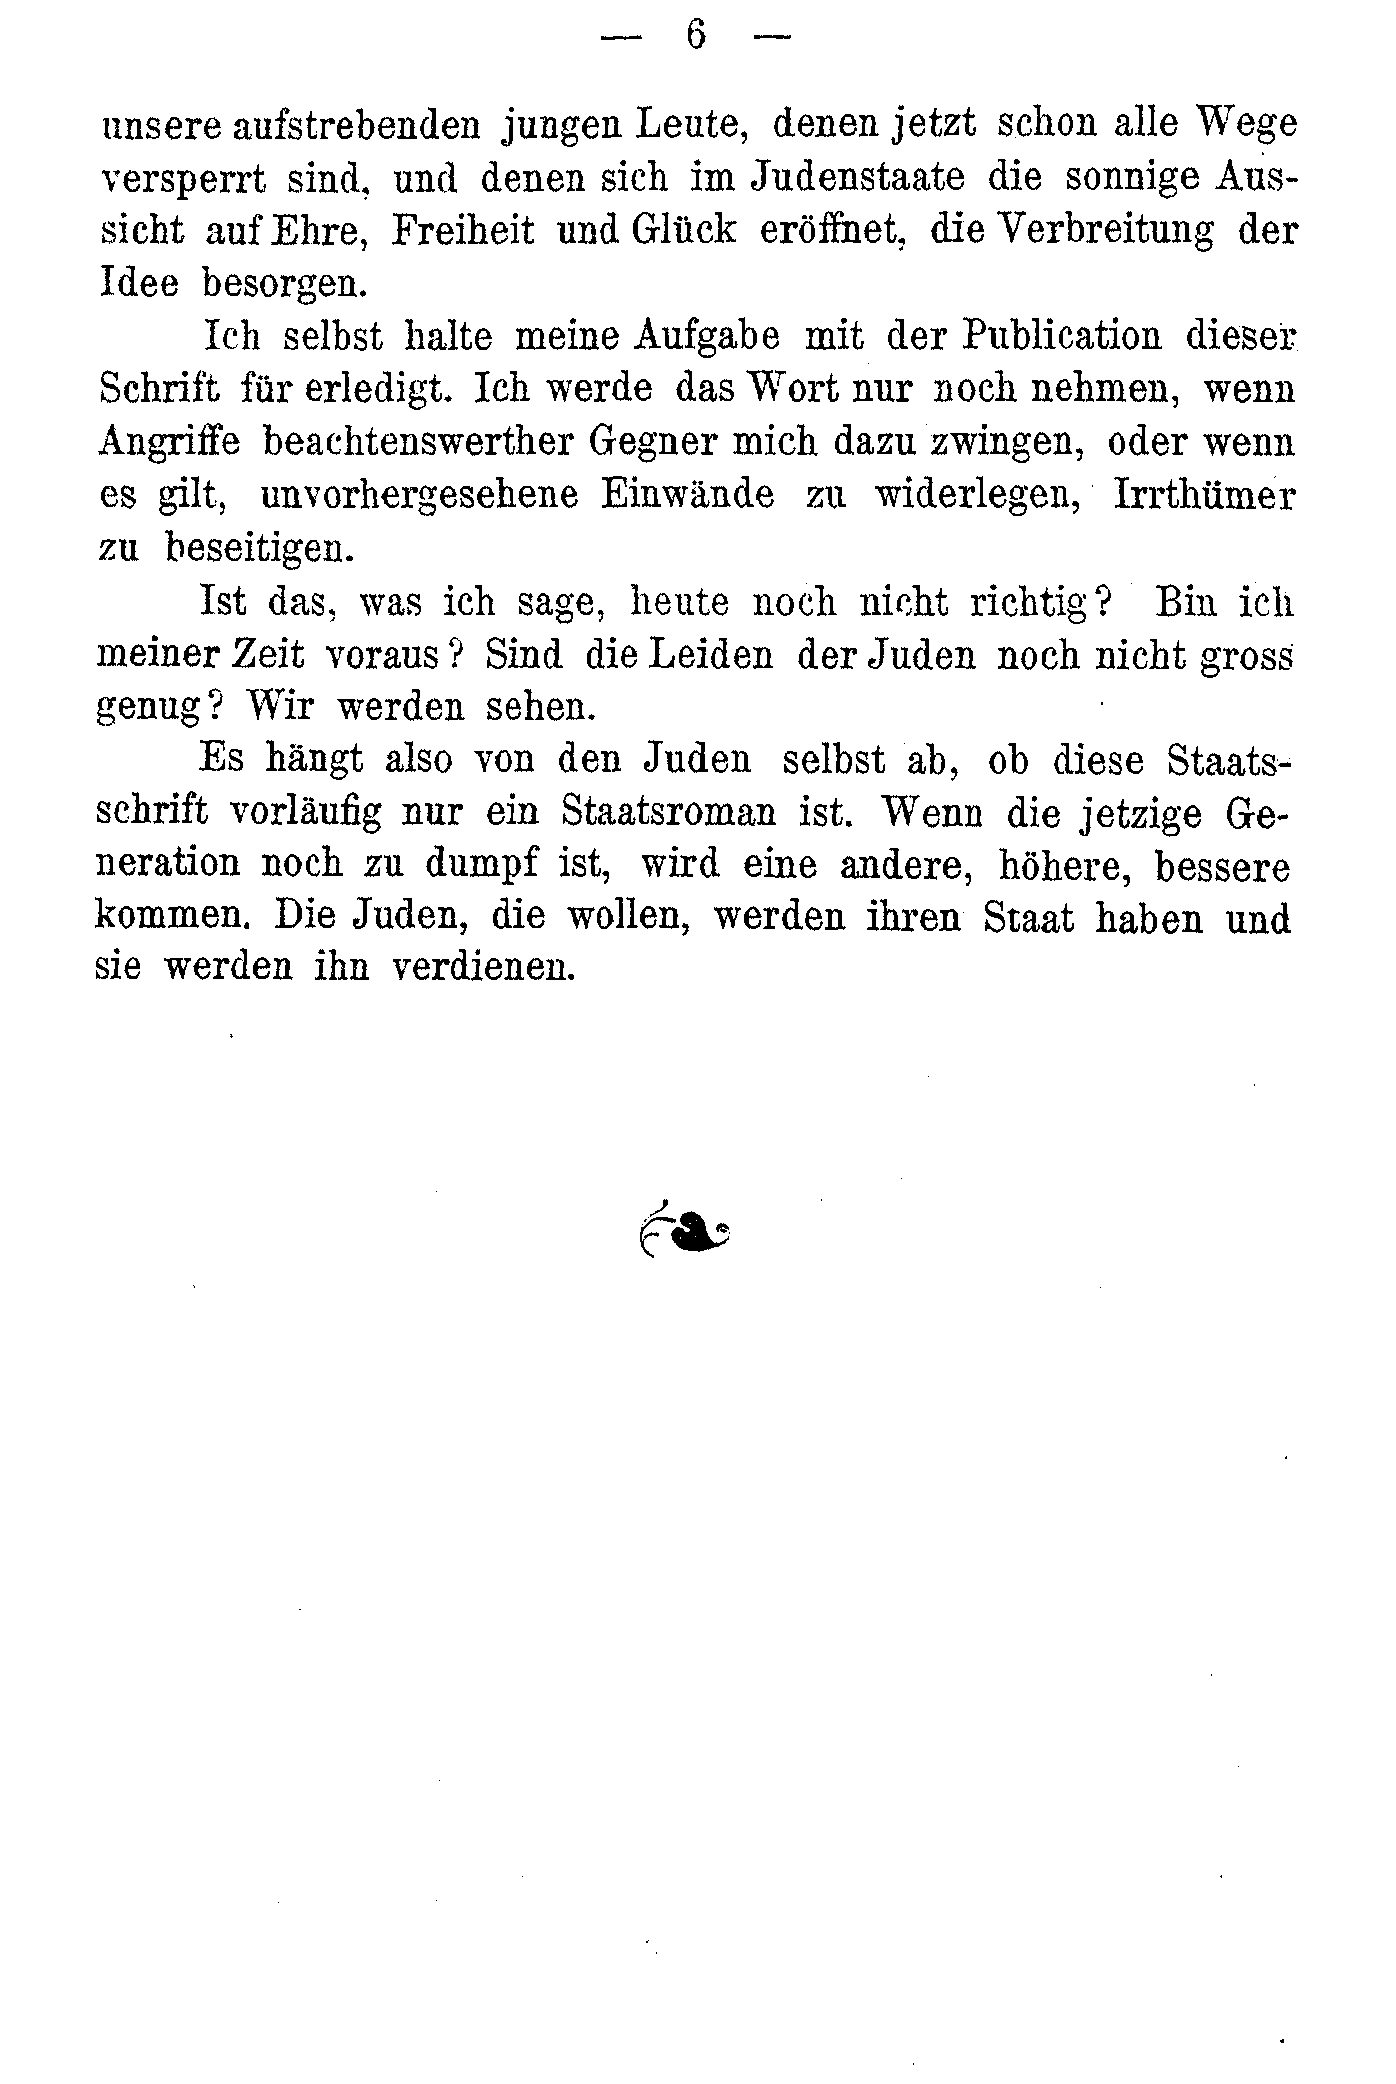 — 6 —
unsere aufstrebenden jungen Leute, denen jetzt schon alle Wege
versperrt sind, und denen sich im Judenstaate die sonnige Aus-
sicht auf Ehre, Freiheit und Glück eröffnet, die Verbreitung der
Idee besorgen.
Ich selbst halte meine Aufgabe mit der Publication dieser
Schrift für erledigt. Ich werde das Wort nur noch nehmen, wenn
Angriffe beachtenswerther Gegner mich dazu zwingen, oder wenn
es gilt, unvorhergesehene Einwände zu widerlegen, Irrthümer
zu beseitigen.
Ist das, was ich sage, heute noch nicht richtig? Bin ich
meiner Zeit voraus? Sind die Leiden der Juden noch nicht gross
genug? Wir werden sehen.
Es hängt also von den Juden selbst ab, ob diese Staats-
schrift vorläufig nur ein Staatsroman ist. Wenn die jetzige Ge-
neration noch zu dumpf ist, wird eine andere, höhere, bessere
kommen. Die Juden, die wollen, werden ihren Staat haben und
sie werden ihn verdienen.